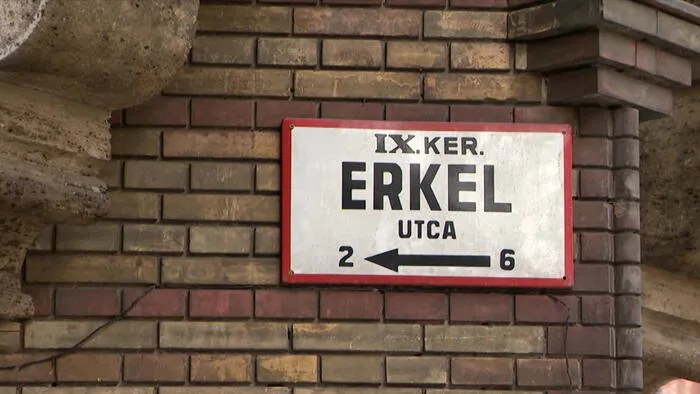 IX.KER.
ERKEL
UTCA
2 ← 6